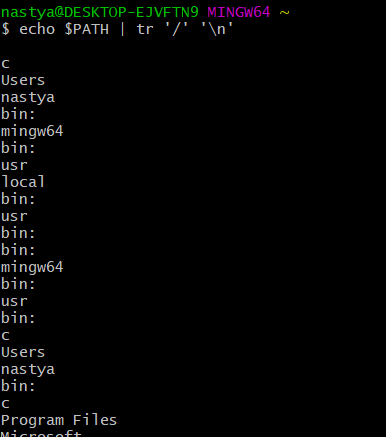 nastya@DESKTOP-EJVFTN9 MINGW64 ~
$ echo $PATH | tr '/' '\n'
c
Users
nastya
bin:
mingw64
bin:
usr
local
bin:
usr
bin:
bin:
mingw64
bin:
usr
bin:
c
Users
nastya
bin:
c
Program Files
Microsoft